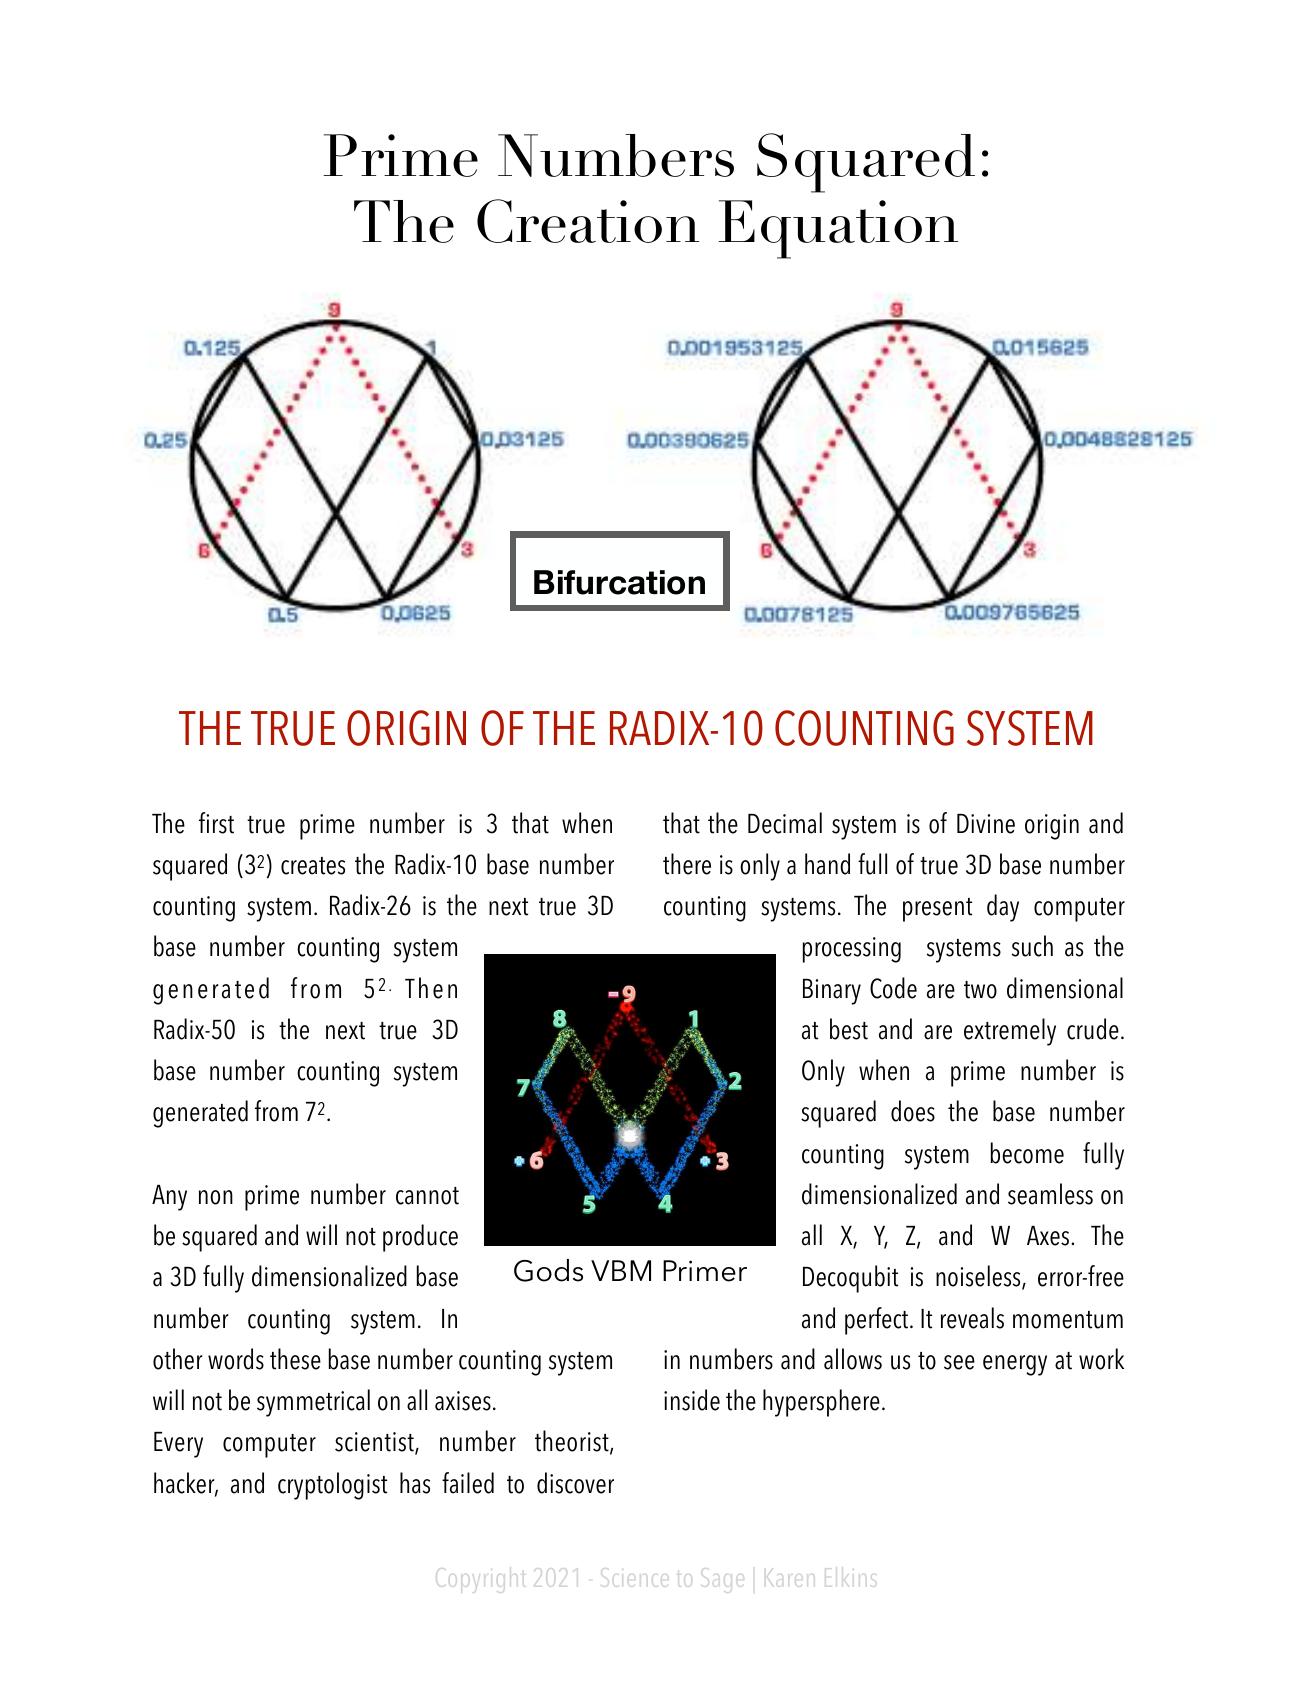 Prime Numbers Squared:
The Creation Equation
9
0.125
1
0.25
0,03125
6
3
0.5
0,0625
Bifurcation
9
0.001953125
0.015625
0.00390625
0,0048828125
6
3
0.0078125
0.009765625
THE TRUE ORIGIN OF THE RADIX-10 COUNTING SYSTEM
The first true prime number is 3 that when
squared (3²) creates the Radix-10 base number
counting system. Radix-26 is the next true 3D
base number counting system
generated from 5². Then
Radix-50 is the next true 3D
base number counting system
generated from 7².
Any non prime number cannot
be squared and will not produce
a 3D fully dimensionalized base
number counting system. In
other words these base number counting system
will not be symmetrical on all axises.
Every computer scientist, number theorist,
hacker, and cryptologist has failed to discover
-9
8
1
7
2
+6
+3
5
4
Gods VBM Primer
that the Decimal system is of Divine origin and
there is only a hand full of true 3D base number
counting systems. The present day computer
processing systems such as the
Binary Code are two dimensional
at best and are extremely crude.
Only when a prime number is
squared does the base number
counting system become fully
dimensionalized and seamless on
all X, Y, Z, and W Axes. The
Decoqubit is noiseless, error-free
and perfect. It reveals momentum
in numbers and allows us to see energy at work
inside the hypersphere.
Copyright 2021 - Science to Sage | Karen Elkins